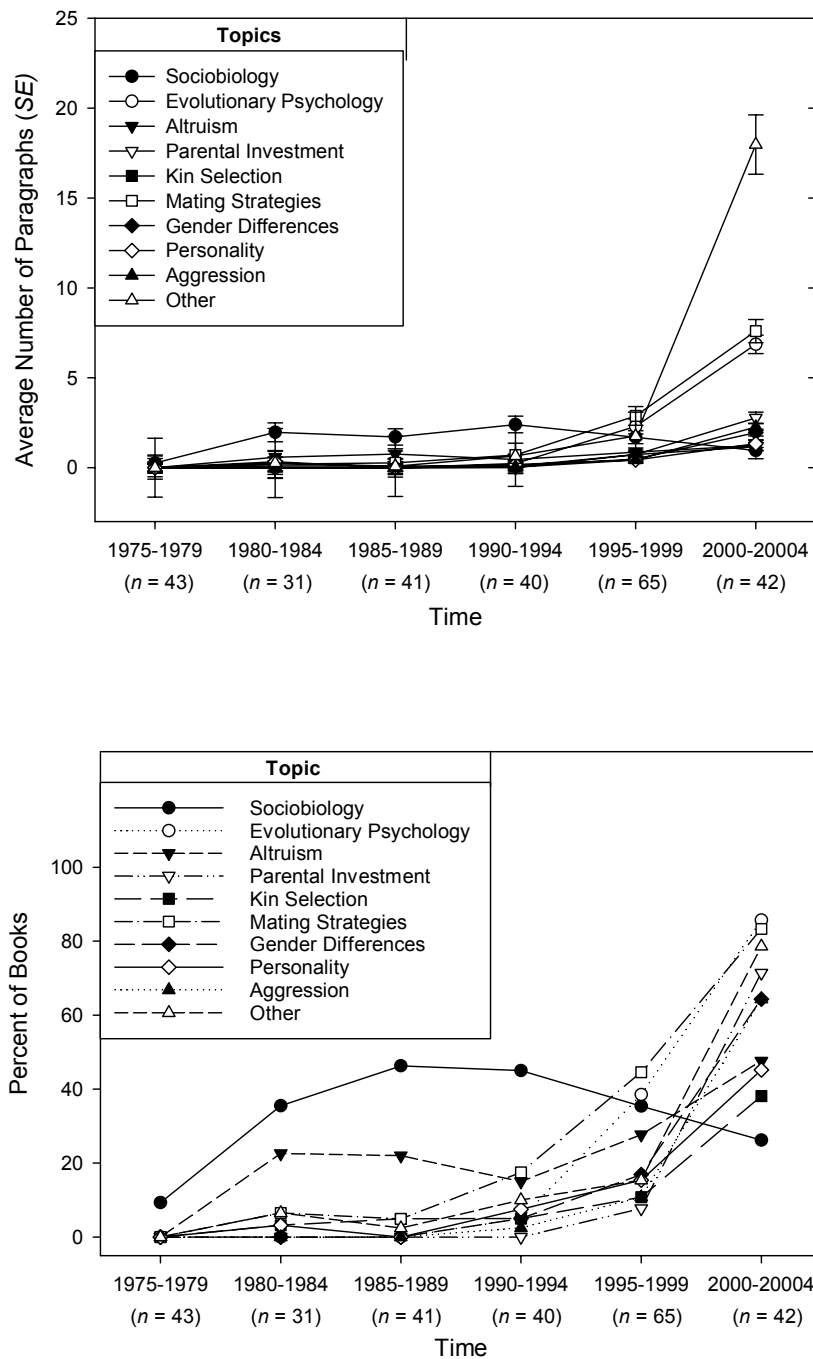 25
20
15
10
5
0
Average Number of Paragraphs (SE)
Topics
Sociobiology
Evolutionary Psychology
Altruism
Parental Investment
Kin Selection
Mating Strategies
Gender Differences
Personality
Aggression
Other
1975-1979 1980-1984 1985-1989 1990-1994 1995-1999 2000-20004
(n = 43) (n = 31) (n = 41) (n = 40) (n = 65) (n = 42)
Time
Topic
Sociobiology
Evolutionary Psychology
Altruism
Parental Investment
Kin Selection
Mating Strategies
Gender Differences
Personality
Aggression
Other
100
80
60
40
20
0
Percent of Books
1975-1979 1980-1984 1985-1989 1990-1994 1995-1999 2000-20004
(n = 43) (n = 31) (n = 41) (n = 40) (n = 65) (n = 42)
Time